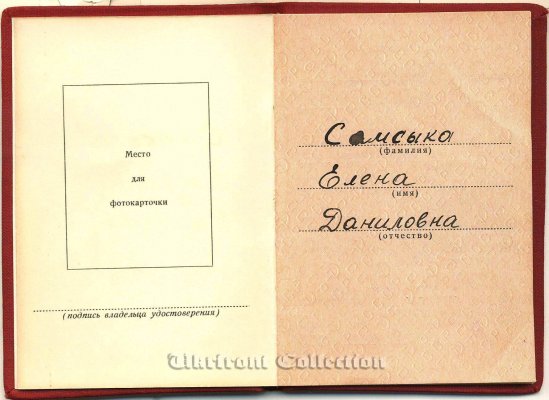 Место
для
фотокарточки
(подпись владельца удостоверения)
Самсыка
(фамилия)
Елена
(имя)
Даниловна
(отчество)
Ukrfront Collection